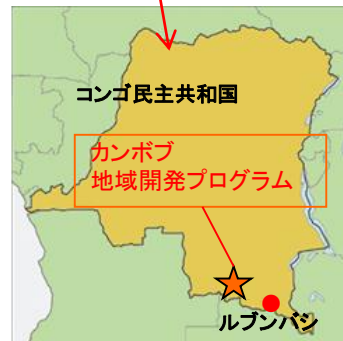 コンゴ民主共和国
カンボブ
地域開発プログラム
ルブンバシ